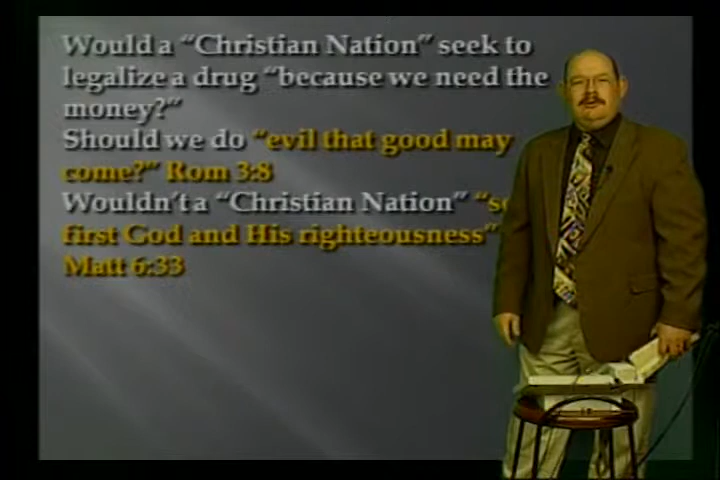 Would a “Christian Nation” seek to
legalize a drug “because we need the
money?”
Should we do “evil that good may
come?” Rom 3:8
Wouldn't a “Christian Nation”
first God and His righteousness”
Matt 6:33